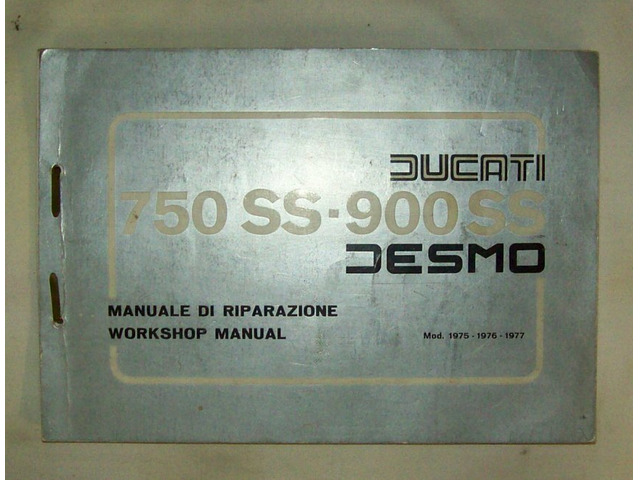 DUCATI
750 SS-900 SS
DESMO
MANUALE DI RIPARAZIONE
WORKSHOP MANUAL
Mod. 1975 - 1976 - 1977